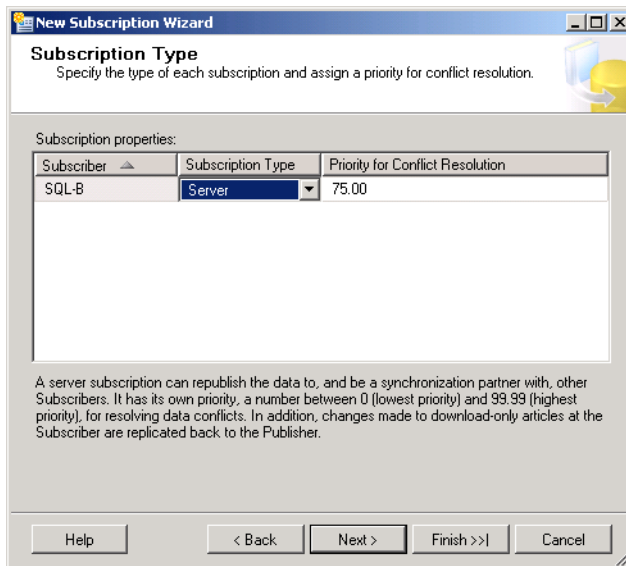 New Subscription Wizard
Subscription Type
Specify the type of each subscription and assign a priority for conflict resolution.
Subscription properties:
Subscriber Subscription Type Priority for Conflict Resolution
SQL-B Server 75.00
A server subscription can republish the data to, and be a synchronization partner with, other
Subscribers. It has its own priority, a number between 0 (lowest priority) and 99.99 (highest
priority), for resolving data conflicts. In addition, changes made to download-only articles at the
Subscriber are replicated back to the Publisher.
Help < Back Next > Finish >>| Cancel